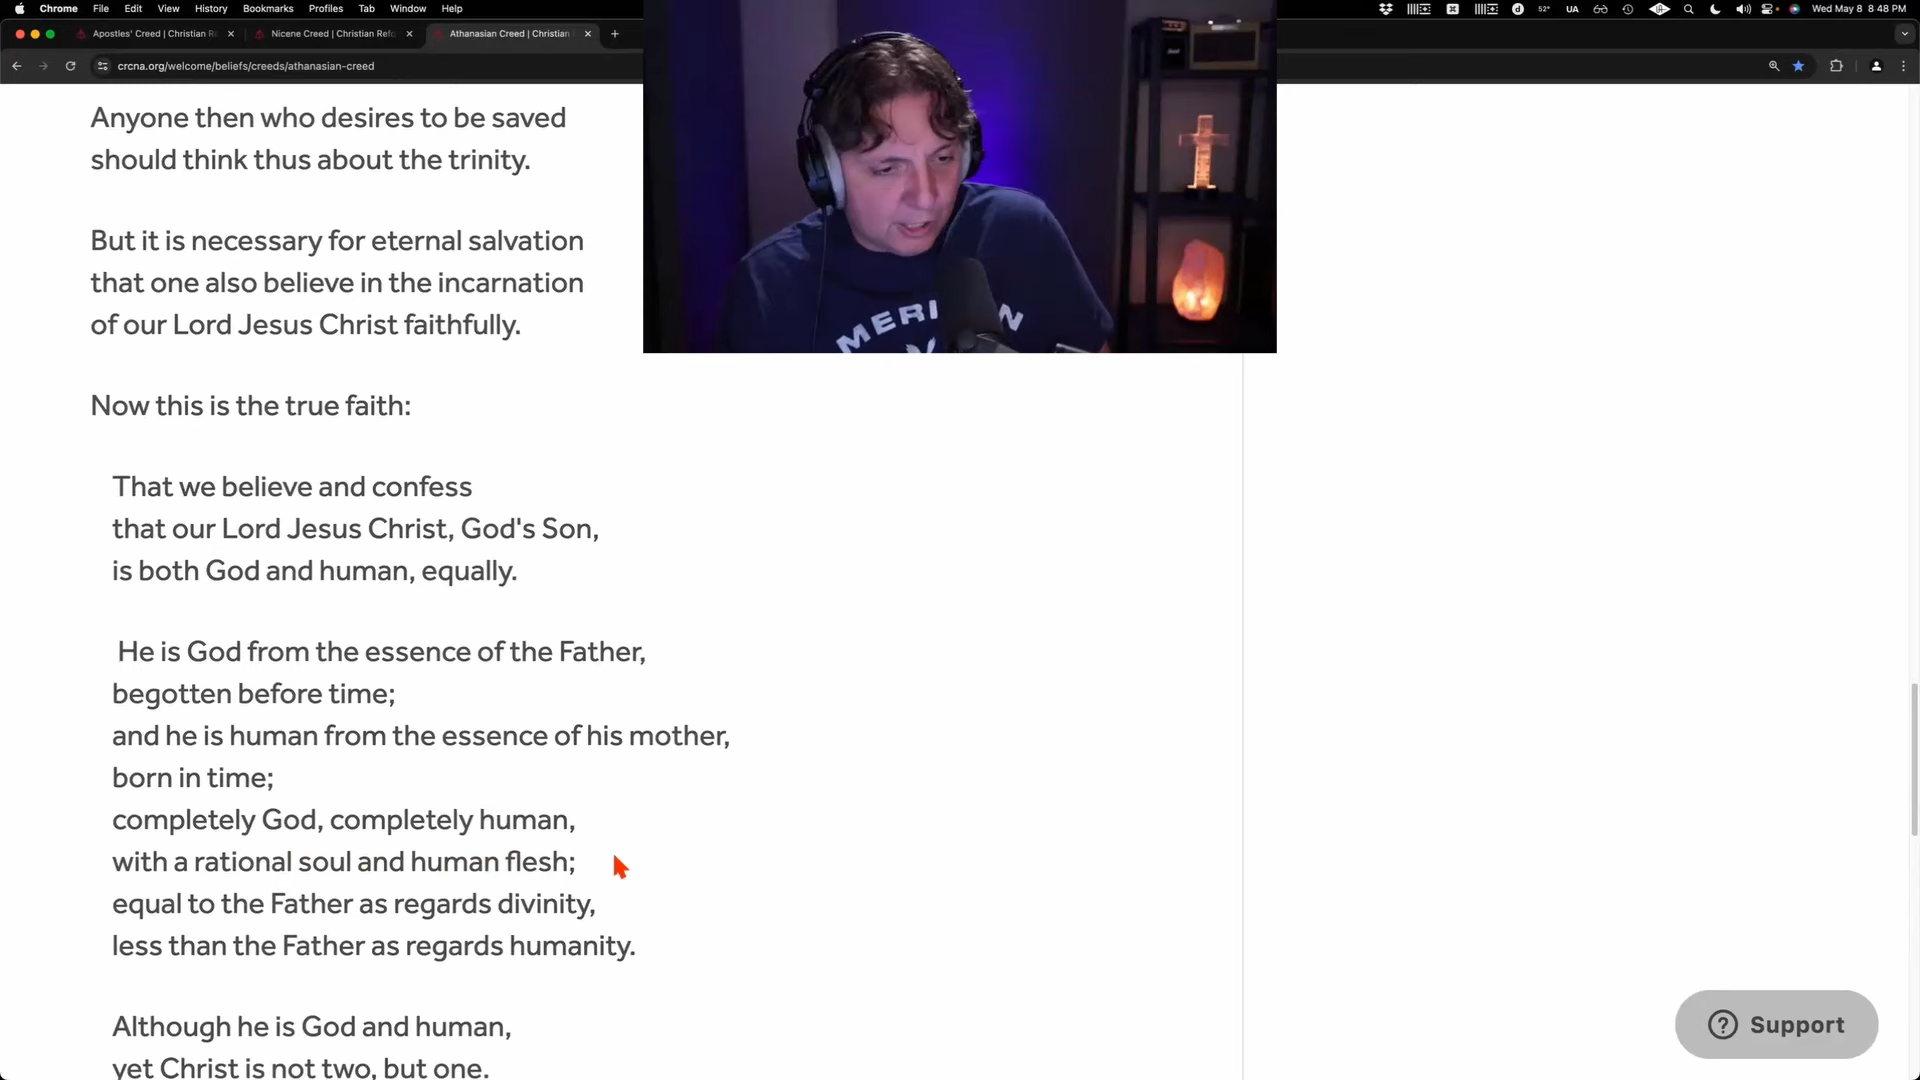 Chrome File Edit View History Bookmarks Profiles Tab Window Help
52° UA Wed May 8 8:48 PM
Apostles' Creed | Christian Re
Nicene Creed | Christian Refo
Athanasian Creed | Christian
crcna.org/welcome/beliefs/creeds/athanasian-creed
Anyone then who desires to be saved
should think thus about the trinity.
But it is necessary for eternal salvation
that one also believe in the incarnation
of our Lord Jesus Christ faithfully.
Now this is the true faith:
That we believe and confess
that our Lord Jesus Christ, God's Son,
is both God and human, equally.
He is God from the essence of the Father,
begotten before time;
and he is human from the essence of his mother,
born in time;
completely God, completely human,
with a rational soul and human flesh;
equal to the Father as regards divinity,
less than the Father as regards humanity.
Although he is God and human,
yet Christ is not two, but one.
Support